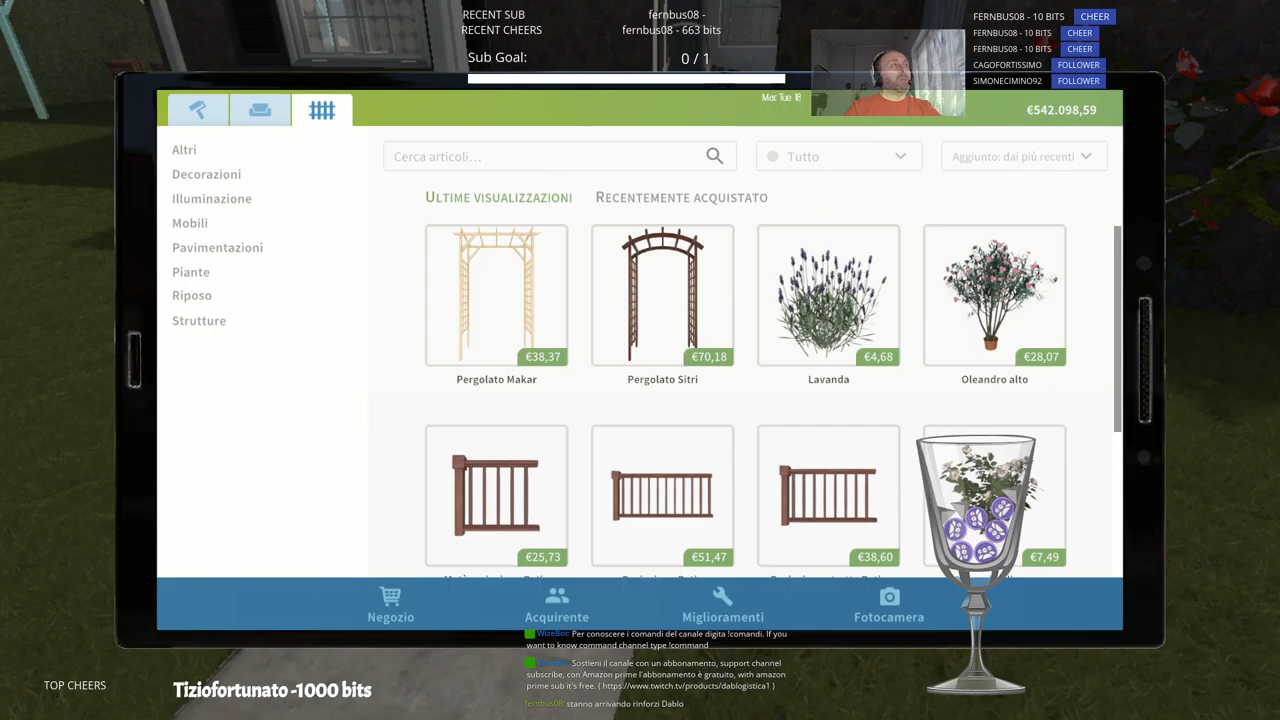 RECENT SUB
fernbus08 -
RECENT CHEERS
fernbus08 - 663 bits
Sub Goal:
0 / 1
FERNBUS08 - 10 BITS CHEER
FERNBUS08 - 10 BITS CHEER
FERNBUS08 - 10 BITS CHEER
CAGOFORTISSIMO FOLLOWER
SIMONECIMINO92 FOLLOWER
Mar Tue 18
€542.098,59
Altri
Decorazioni
Illuminazione
Mobili
Pavimentazioni
Piante
Riposo
Strutture
Cerca articoli...
Tutto
Aggiunto: dai più recenti
Ultime visualizzazioni
Recentemente acquistato
€38,37
€70,18
€4,68
€28,07
Pergolato Makar
Pergolato Sitri
Lavanda
Oleandro alto
€25,73
€51,47
€38,60
€7,49
Negozio
Acquirente
Miglioramenti
Fotocamera
WizeBot: Per conoscere i comandi del canale digita !comandi. If you
want to know command channel type !command
WizeBot: Sostieni il canale con un abbonamento, support channel
subscribe, con Amazon prime l'abbonamento è gratuito, with amazon
prime sub it's free. ( https://www.twitch.tv/products/dablogistica1 )
fernbus08: stanno arrivando rinforzi Dablo
TOP CHEERS
Tiziofortunato -1000 bits